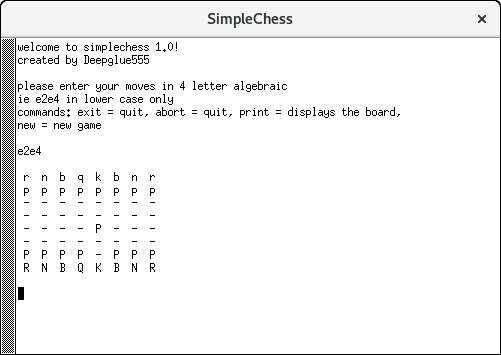 SimpleChess
welcome to simplechess 1.0!
created by Deepglue555
please enter your moves in 4 letter algebraic
ie e2e4 in lower case only
commands: exit = quit, abort = quit, print = displays the board,
new = new game
e2e4
r n b q k b n r
p p p p p p p p
- - - - - - - -
- - - - - - - -
- - - - P - - -
- - - - - - - -
P P P P - P P P
R N B Q K B N R